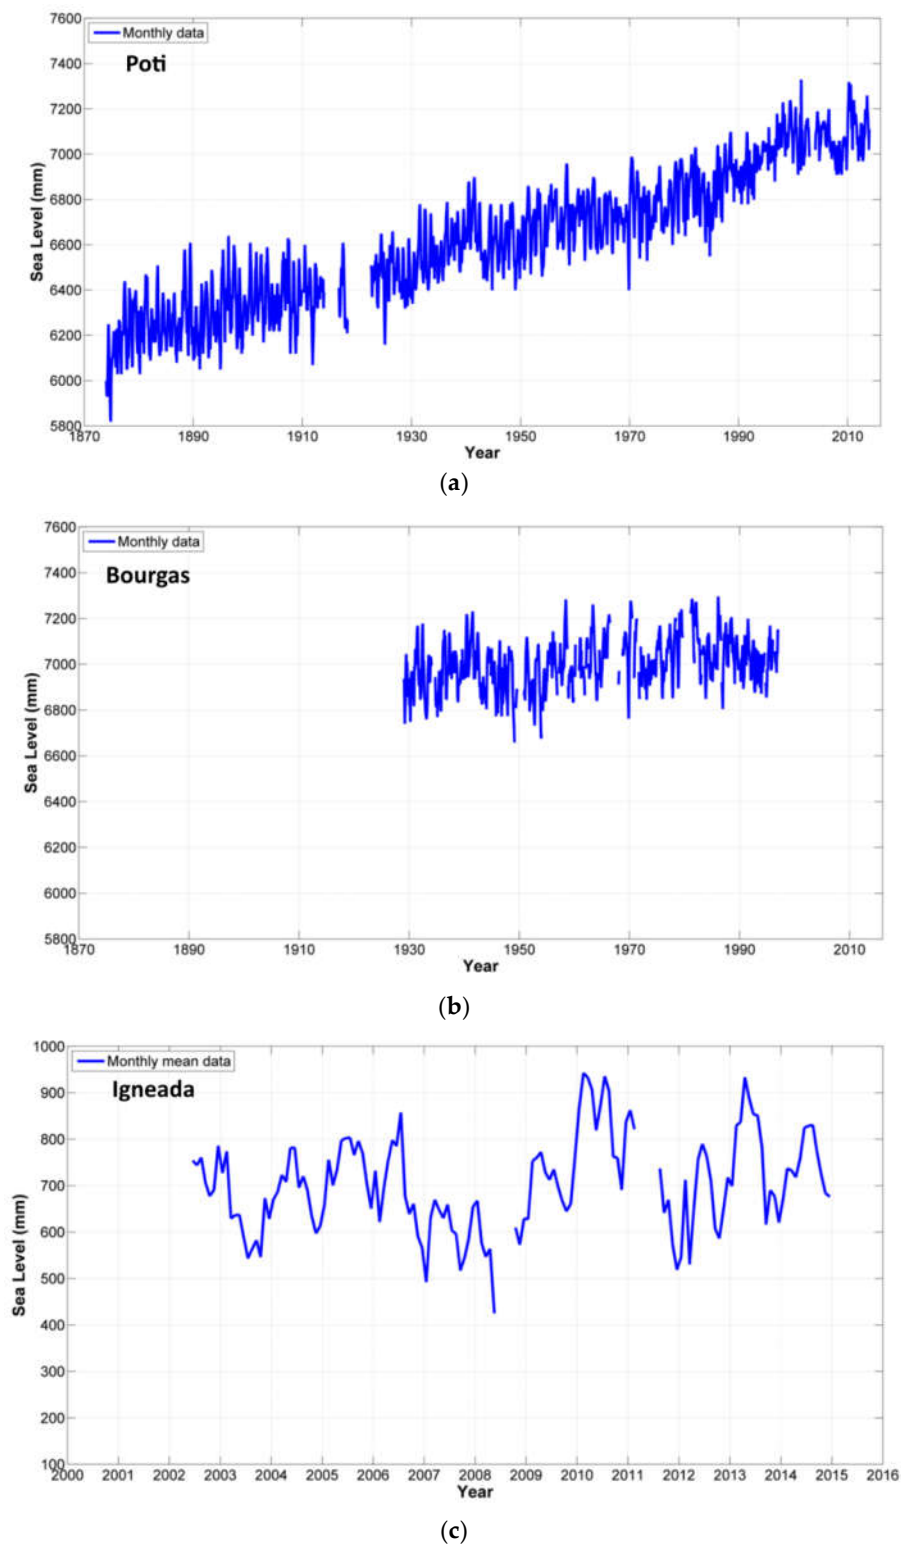 7600
Monthly data
Poti
7400
7200
7000
6800
6600
6400
6200
6000
5800
Sea Level (mm)
1870 1890 1910 1930 1950 1970 1990 2010
Year
(a)
7600
Monthly data
Bourgas
7400
7200
7000
6800
6600
6400
6200
6000
5800
Sea Level (mm)
1870 1890 1910 1930 1950 1970 1990 2010
Year
(b)
1000
Monthly mean data
Igneada
900
800
700
600
500
400
300
200
100
Sea Level (mm)
2000 2001 2002 2003 2004 2005 2006 2007 2008 2009 2010 2011 2012 2013 2014 2015 2016
Year
(c)